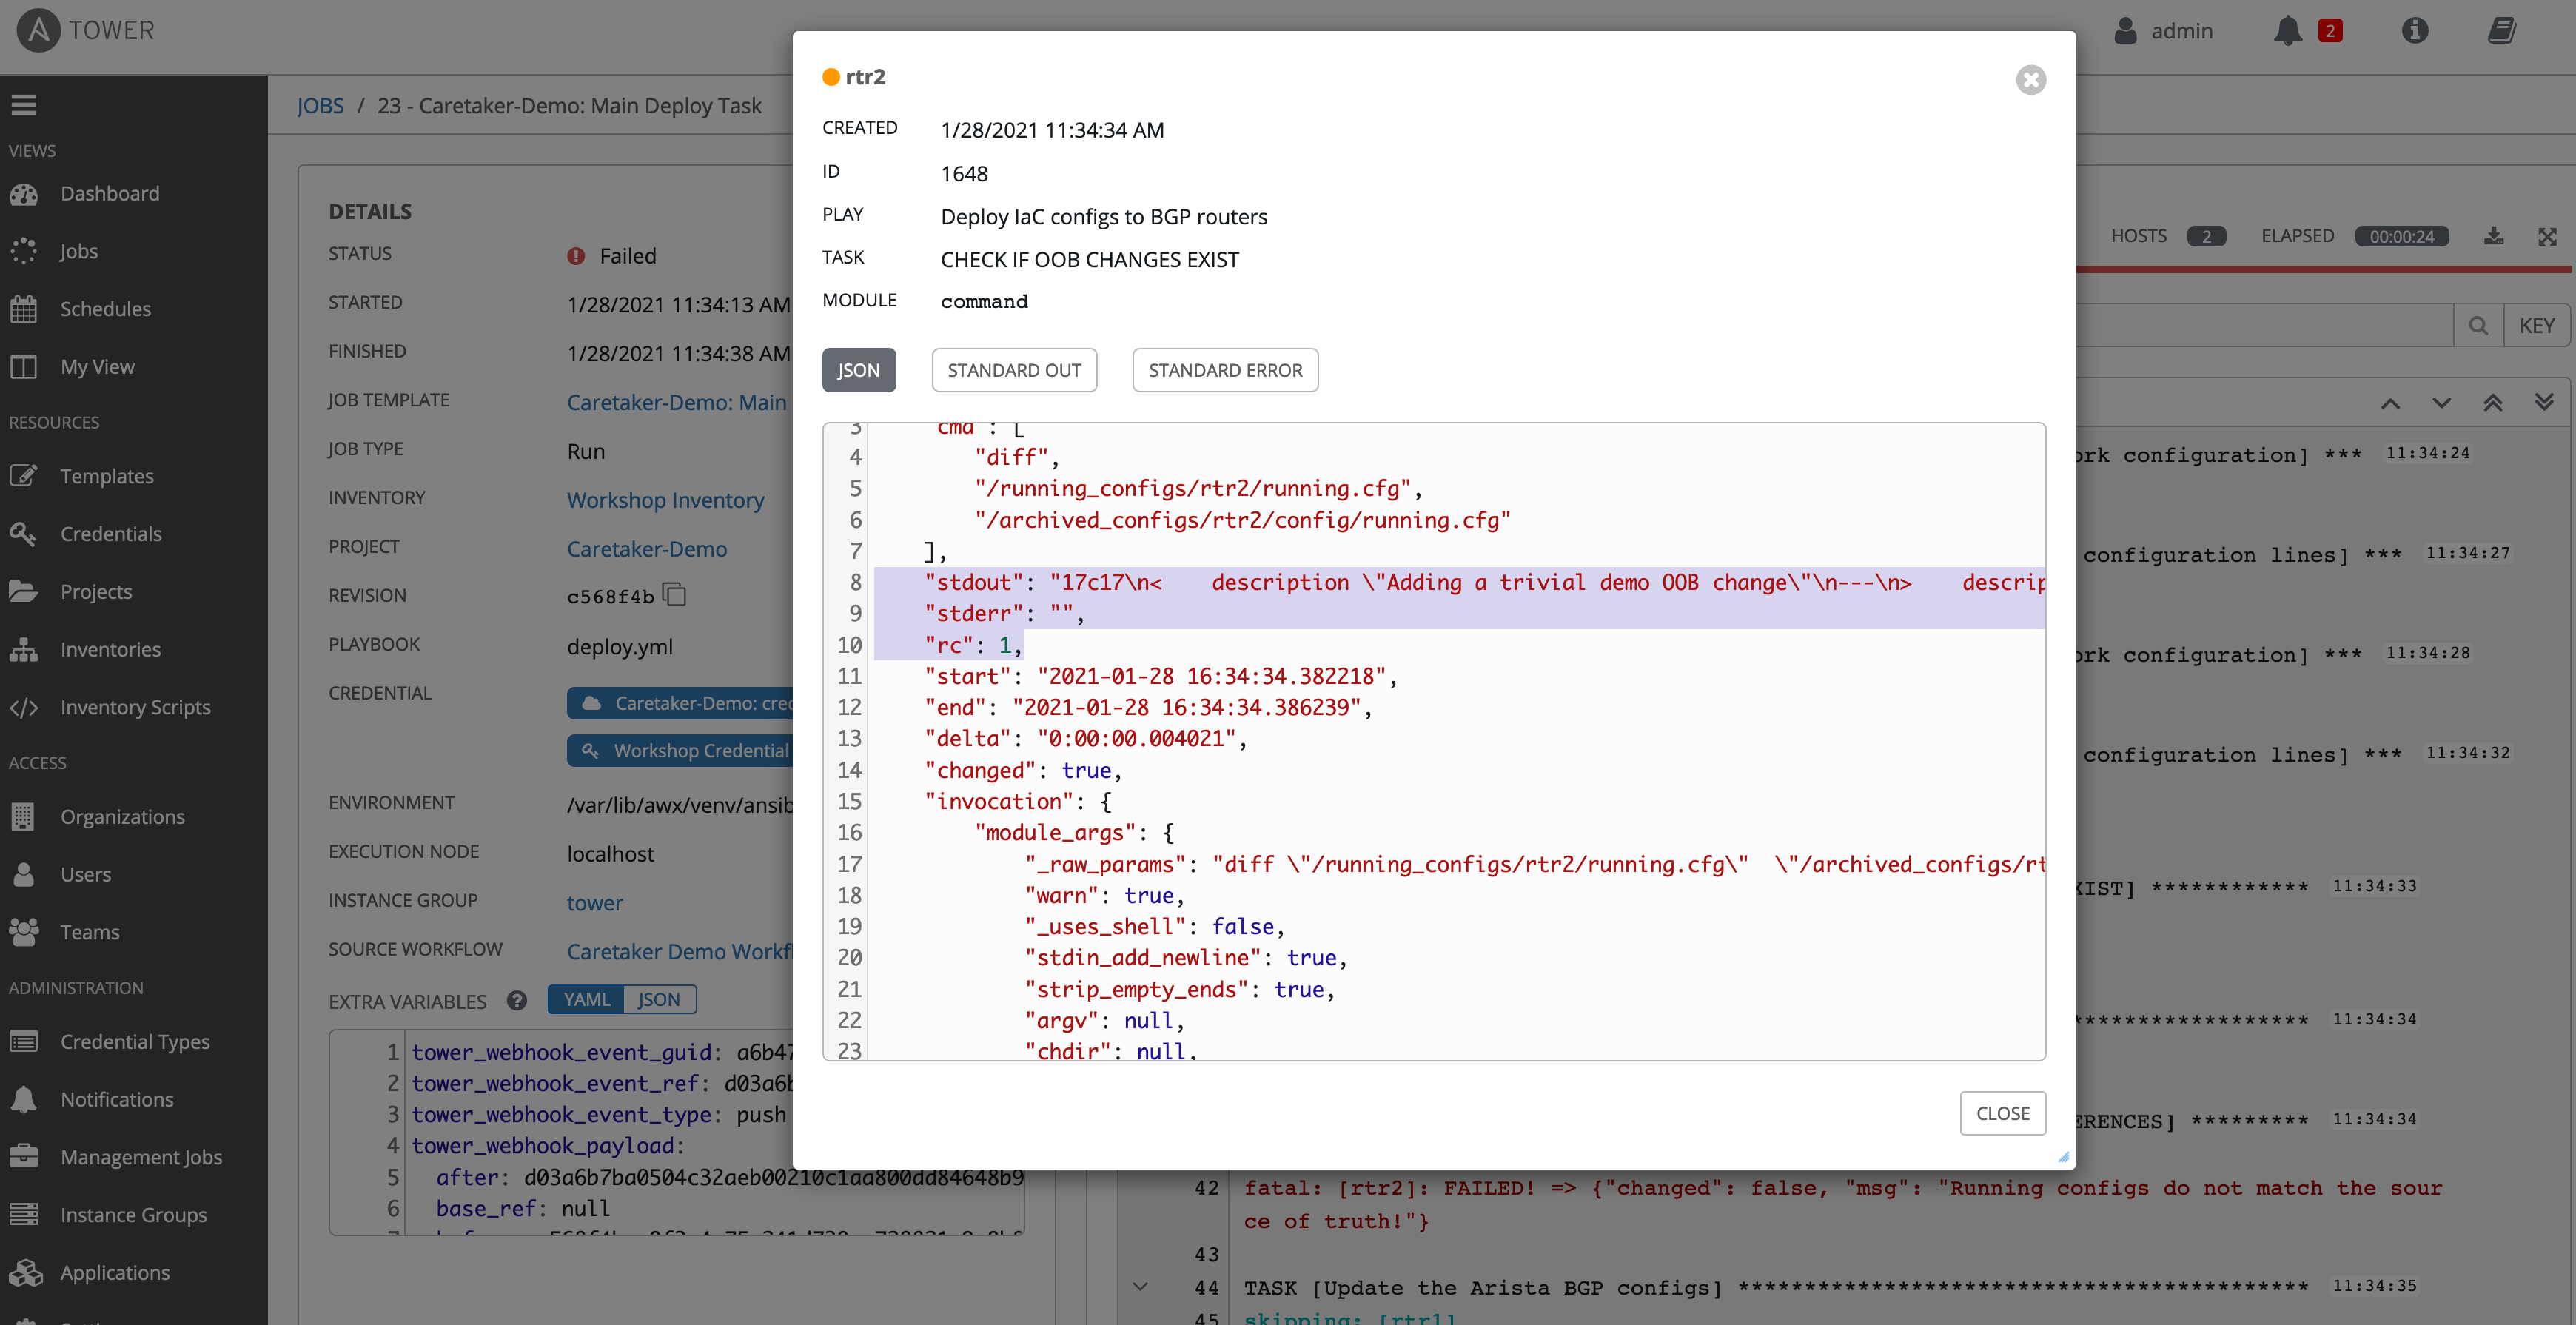 TOWER
admin
2
VIEWS
Dashboard
Jobs
Schedules
My View
RESOURCES
Templates
Credentials
Projects
Inventories
Inventory Scripts
ACCESS
Organizations
Users
Teams
ADMINISTRATION
Credential Types
Notifications
Management Jobs
Instance Groups
Applications
JOBS / 23 - Caretaker-Demo: Main Deploy Task
DETAILS
STATUS Failed
STARTED 1/28/2021 11:34:13 AM
FINISHED 1/28/2021 11:34:38 AM
JOB TEMPLATE Caretaker-Demo: Main
JOB TYPE Run
INVENTORY Workshop Inventory
PROJECT Caretaker-Demo
REVISION c568f4b
PLAYBOOK deploy.yml
CREDENTIAL Caretaker-Demo: cred
Workshop Credential
ENVIRONMENT /var/lib/awx/venv/ansib
EXECUTION NODE localhost
INSTANCE GROUP tower
SOURCE WORKFLOW Caretaker Demo Workfl
EXTRA VARIABLES ? YAML JSON
1 tower_webhook_event_guid: a6b47
2 tower_webhook_event_ref: d03a6b
3 tower_webhook_event_type: push
4 tower_webhook_payload:
5 after: d03a6b7ba0504c32aeb00210c1aa800dd84648b9
6 base_ref: null
rtr2
CREATED 1/28/2021 11:34:34 AM
ID 1648
PLAY Deploy IaC configs to BGP routers
TASK CHECK IF OOB CHANGES EXIST
MODULE command
JSON STANDARD OUT STANDARD ERROR
3 "cmd": [
4 "diff",
5 "/running_configs/rtr2/running.cfg",
6 "/archived_configs/rtr2/config/running.cfg"
7 ],
8 "stdout": "17c17\n<    description \"Adding a trivial demo OOB change\"\n---\n>    descrip
9 "stderr": "",
10 "rc": 1,
11 "start": "2021-01-28 16:34:34.382218",
12 "end": "2021-01-28 16:34:34.386239",
13 "delta": "0:00:00.004021",
14 "changed": true,
15 "invocation": {
16 "module_args": {
17 "_raw_params": "diff \"/running_configs/rtr2/running.cfg\"  \"/archived_configs/rt
18 "warn": true,
19 "_uses_shell": false,
20 "stdin_add_newline": true,
21 "strip_empty_ends": true,
22 "argv": null,
23 "chdir": null,
CLOSE
HOSTS 2 ELAPSED 00:00:24
KEY
ork configuration] *** 11:34:24
configuration lines] *** 11:34:27
ork configuration] *** 11:34:28
configuration lines] *** 11:34:32
XIST] ************ 11:34:33
****************** 11:34:34
ERENCES] ********* 11:34:34
42 fatal: [rtr2]: FAILED! => {"changed": false, "msg": "Running configs do not match the sour
ce of truth!"}
43
44 TASK [Update the Arista BGP configs] ******************************************* 11:34:35
45 skipping: [rtr1]